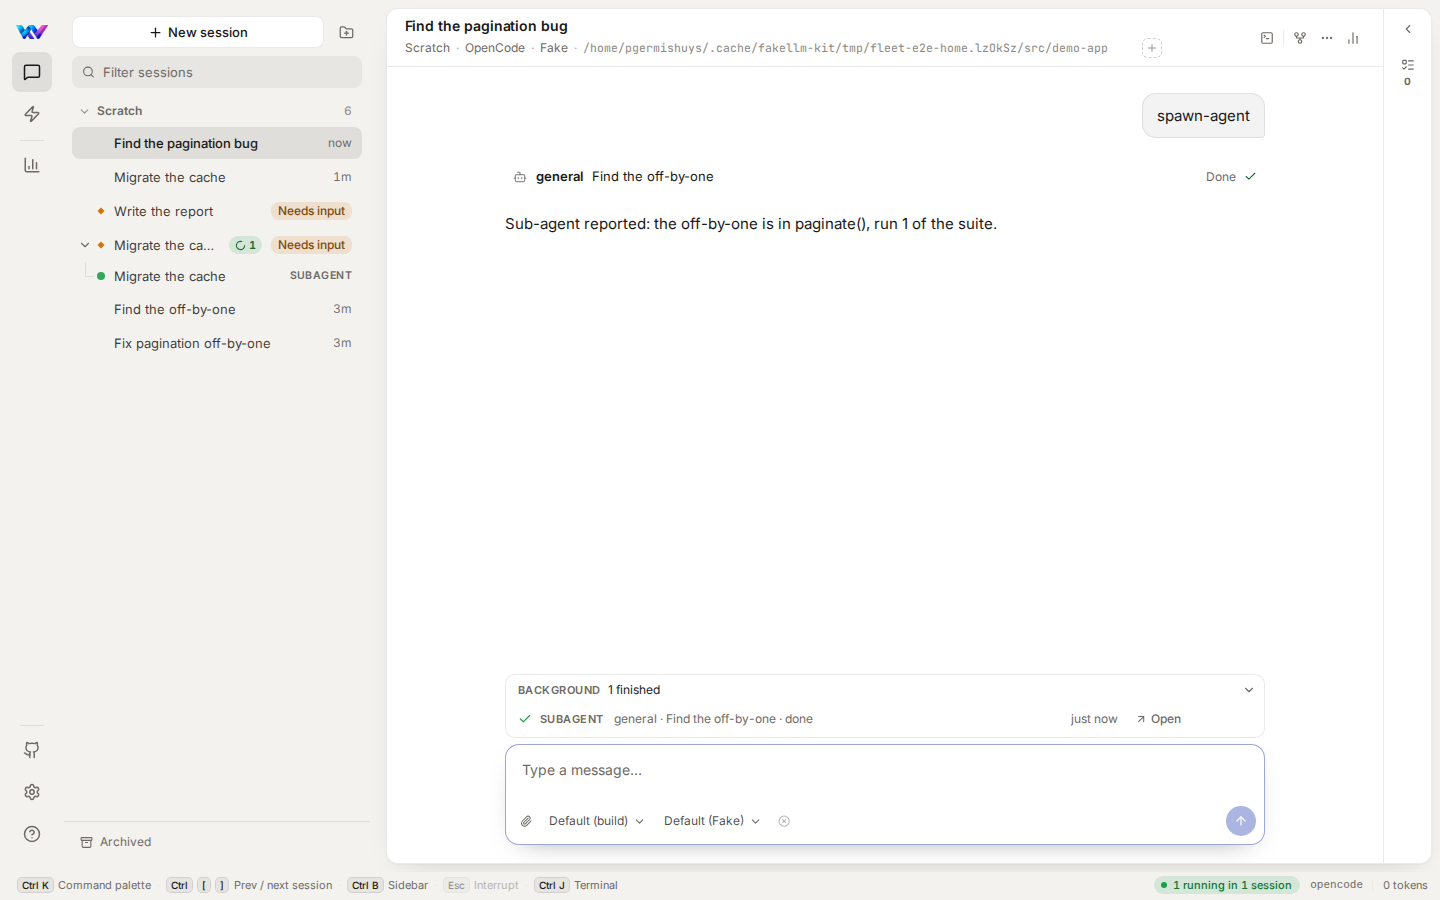 New session
Filter sessions
Scratch 6
Find the pagination bug now
Migrate the cache 1m
Write the report Needs input
Migrate the ca... 1 Needs input
Migrate the cache SUBAGENT
Find the off-by-one 3m
Fix pagination off-by-one 3m
Archived
Find the pagination bug
Scratch · OpenCode · Fake · /home/pgermishuys/.cache/fakellm-kit/tmp/fleet-e2e-home.lzOkSz/src/demo-app
0
spawn-agent
general Find the off-by-one Done
Sub-agent reported: the off-by-one is in paginate(), run 1 of the suite.
BACKGROUND 1 finished
SUBAGENT general · Find the off-by-one · done just now Open
Type a message...
Default (build) Default (Fake)
Ctrl K Command palette Ctrl [ ] Prev / next session Ctrl B Sidebar Esc Interrupt Ctrl J Terminal 1 running in 1 session opencode 0 tokens